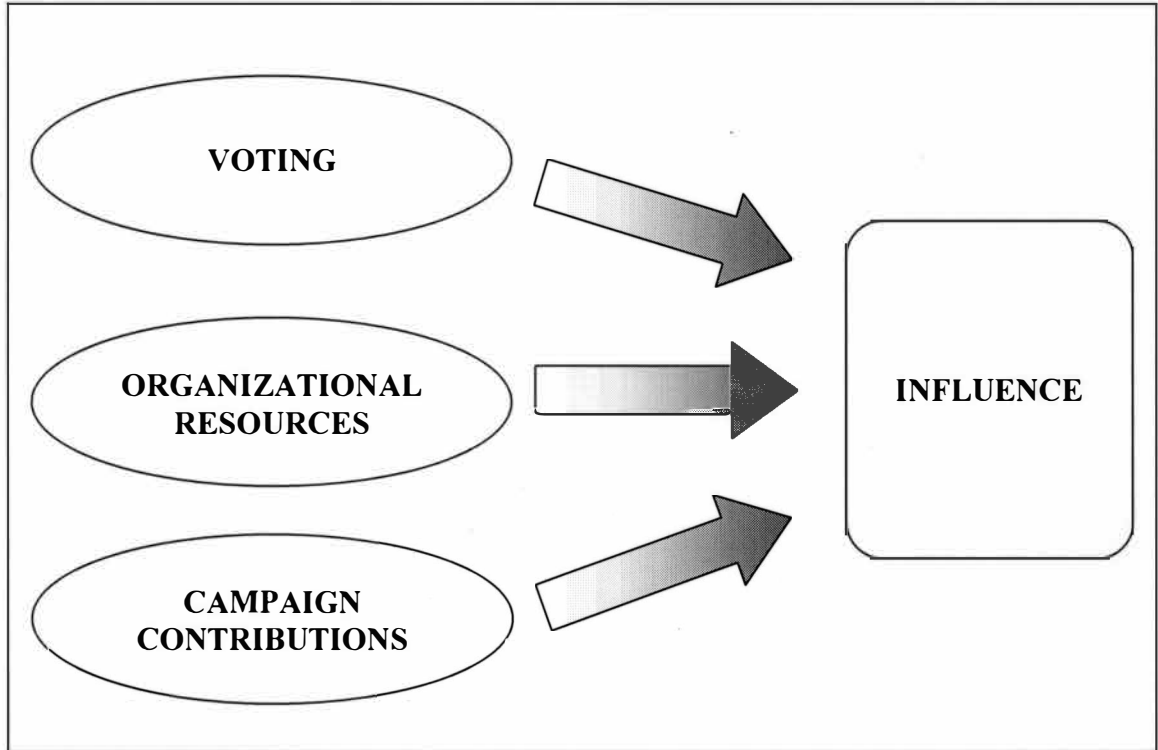 VOTING
ORGANIZATIONAL
RESOURCES
INFLUENCE
CAMPAIGN
CONTRIBUTIONS